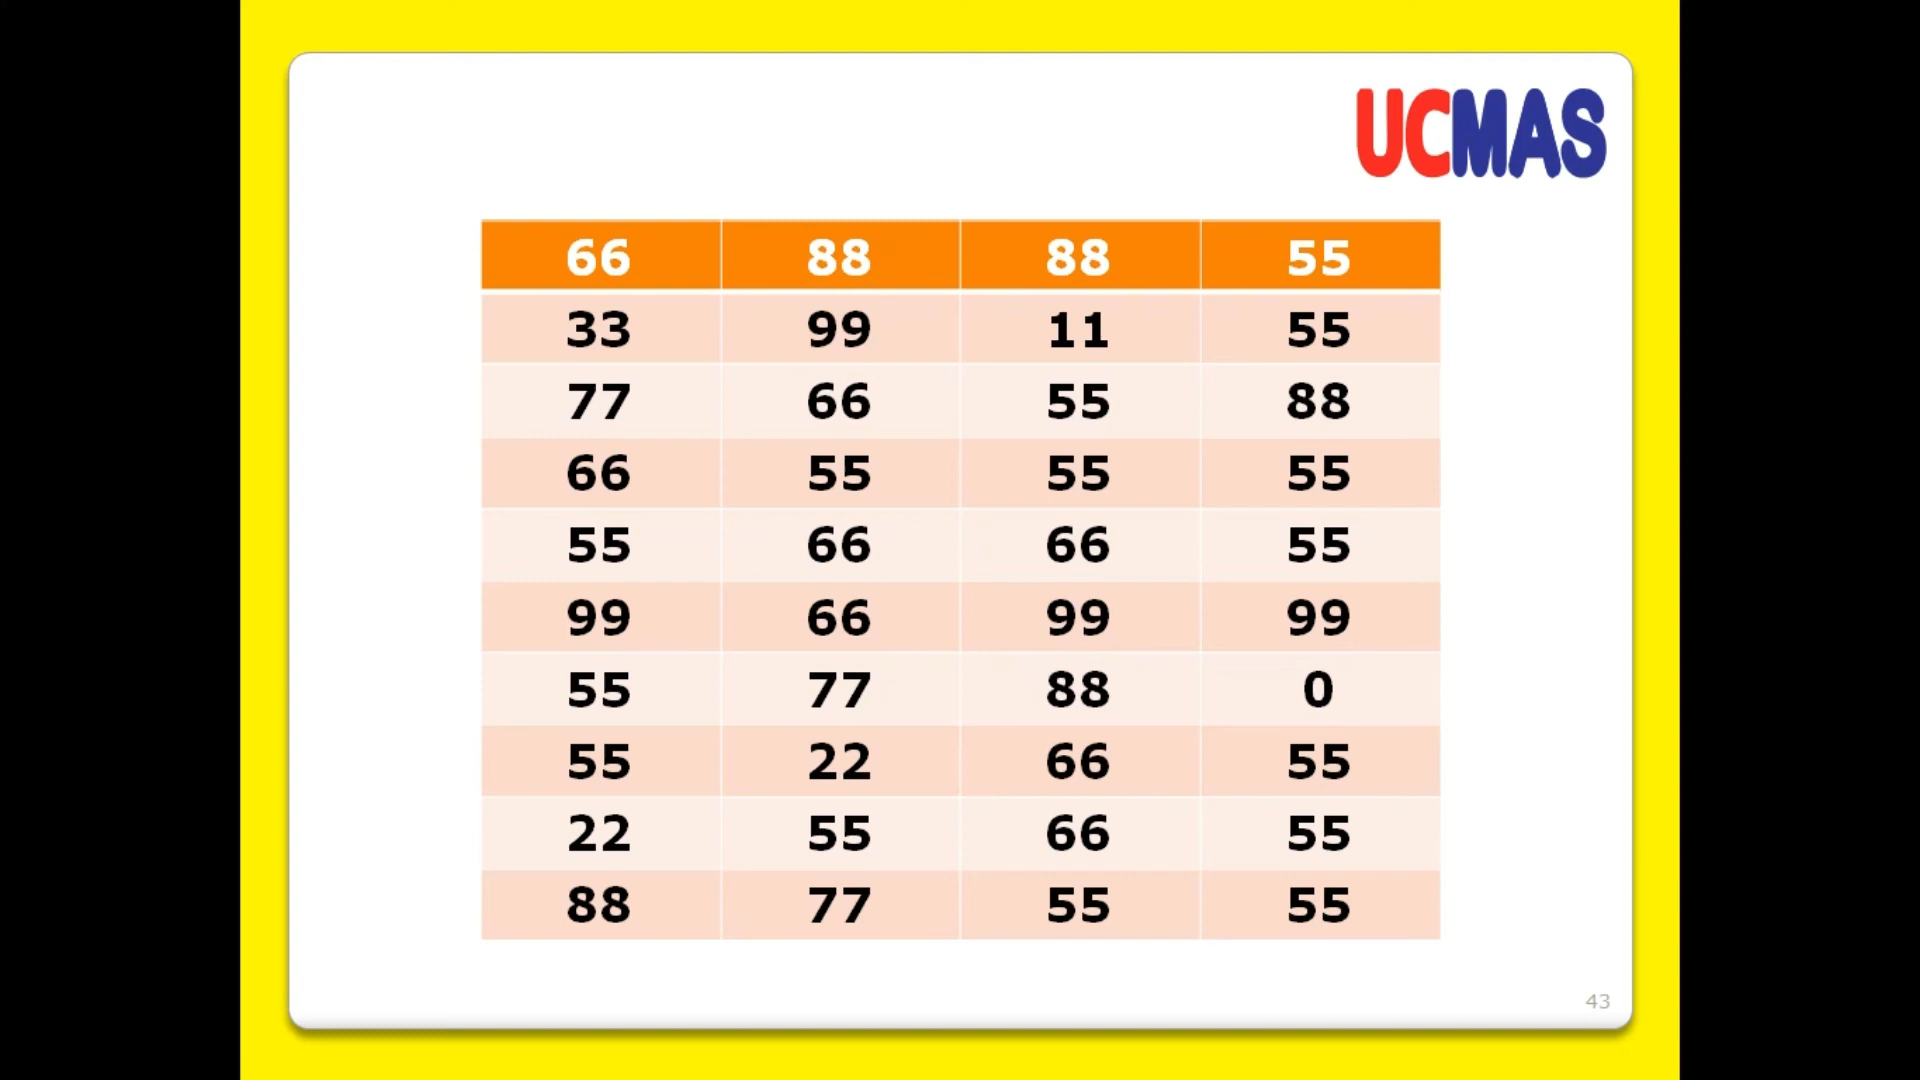 UCMAS
66 88 88 55
33 99 11 55
77 66 55 88
66 55 55 55
55 66 66 55
99 66 99 99
55 77 88 0
55 22 66 55
22 55 66 55
88 77 55 55
43